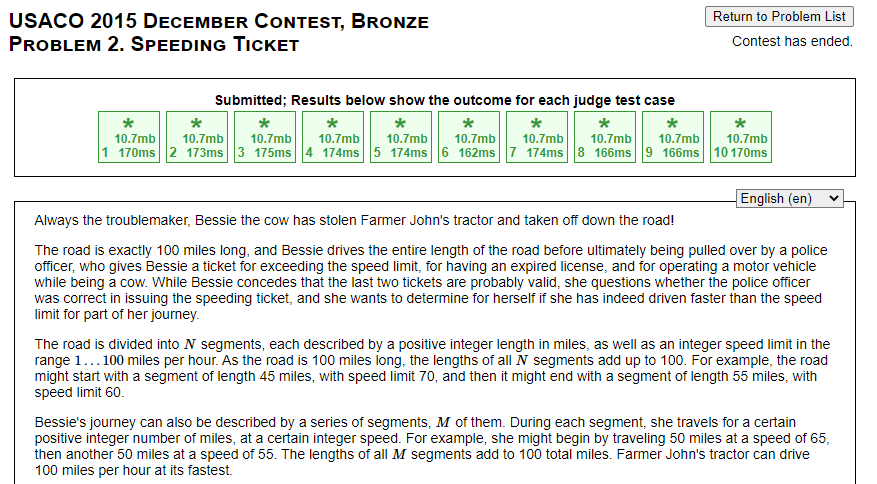 USACO 2015 DECEMBER CONTEST, BRONZE
PROBLEM 2. SPEEDING TICKET
Return to Problem List
Contest has ended.
Submitted; Results below show the outcome for each judge test case
* * * * * * * * * *
10.7mb 10.7mb 10.7mb 10.7mb 10.7mb 10.7mb 10.7mb 10.7mb 10.7mb 10.7mb
1 170ms 2 173ms 3 175ms 4 174ms 5 174ms 6 162ms 7 174ms 8 166ms 9 166ms 10 170ms
English (en)
Always the troublemaker, Bessie the cow has stolen Farmer John's tractor and taken off down the road!
The road is exactly 100 miles long, and Bessie drives the entire length of the road before ultimately being pulled over by a police
officer, who gives Bessie a ticket for exceeding the speed limit, for having an expired license, and for operating a motor vehicle
while being a cow. While Bessie concedes that the last two tickets are probably valid, she questions whether the police officer
was correct in issuing the speeding ticket, and she wants to determine for herself if she has indeed driven faster than the speed
limit for part of her journey.
The road is divided into N segments, each described by a positive integer length in miles, as well as an integer speed limit in the
range 1…100 miles per hour. As the road is 100 miles long, the lengths of all N segments add up to 100. For example, the road
might start with a segment of length 45 miles, with speed limit 70, and then it might end with a segment of length 55 miles, with
speed limit 60.
Bessie's journey can also be described by a series of segments, M of them. During each segment, she travels for a certain
positive integer number of miles, at a certain integer speed. For example, she might begin by traveling 50 miles at a speed of 65,
then another 50 miles at a speed of 55. The lengths of all M segments add to 100 total miles. Farmer John's tractor can drive
100 miles per hour at its fastest.